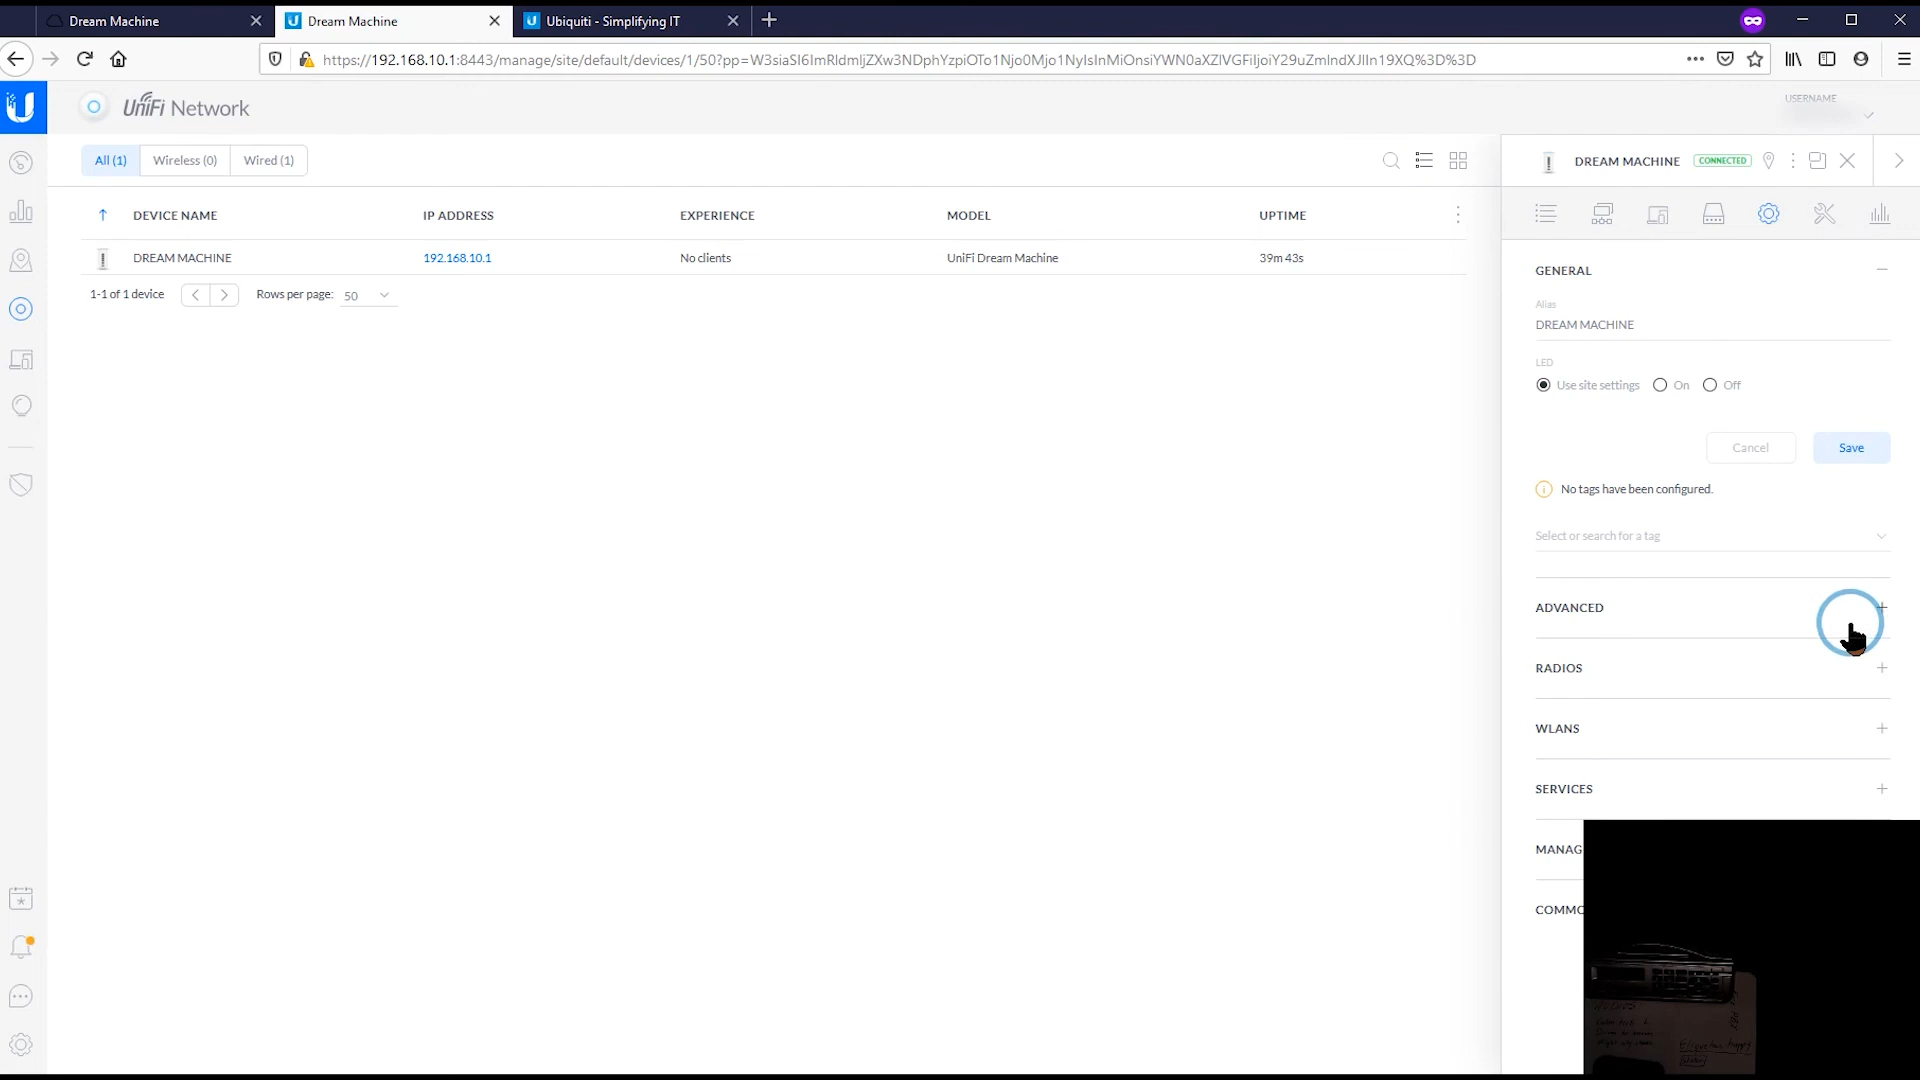 Dream Machine
Dream Machine
Ubiquiti - Simplifying IT
https://192.168.10.1:8443/manage/site/default/devices/1/50?pp=W3siaSI6ImRldmljZXw3NDphYzpiOTo1Njo0Mjo1NyIsInMiOnsiYWN0aXZlVGFiIjoiY29uZmlndXJlIn19XQ%3D%3D
UniFi Network
USERNAME
All (1)
Wireless (0)
Wired (1)
DREAM MACHINE
CONNECTED
DEVICE NAME
IP ADDRESS
EXPERIENCE
MODEL
UPTIME
DREAM MACHINE
192.168.10.1
No clients
UniFi Dream Machine
39m 43s
1-1 of 1 device
Rows per page: 50
GENERAL
Alias
DREAM MACHINE
LED
Use site settings
On
Off
Cancel
Save
No tags have been configured.
Select or search for a tag
ADVANCED
RADIOS
WLANS
SERVICES
MANAG
COMMO